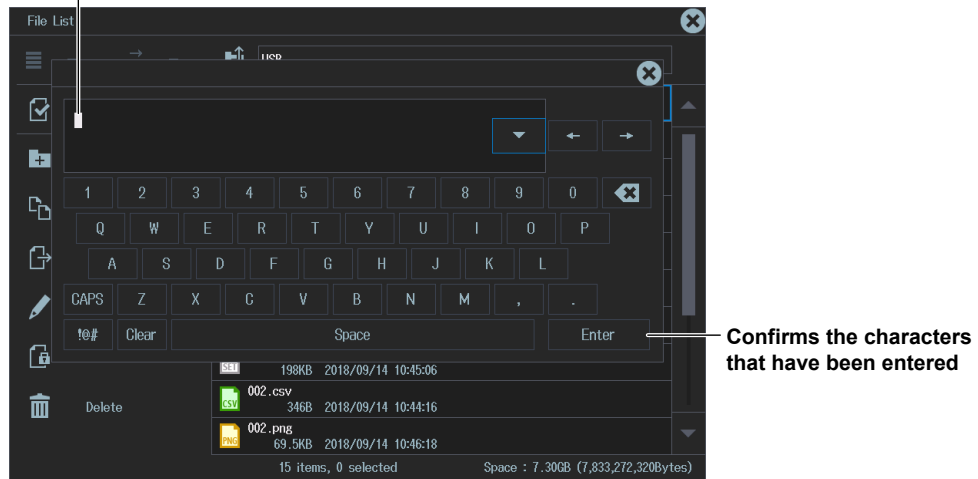 File List
USB
1 2 3 4 5 6 7 8 9 0
Q W E R T Y U I O P
A S D F G H J K L
CAPS Z X C V B N M , .
!@# Clear Space Enter
Confirms the characters
that have been entered
SET
198KB 2018/09/14 10:45:06
002.csv
CSV
346B 2018/09/14 10:44:16
Delete
002.png
PNG
69.5KB 2018/09/14 10:46:18
15 items, 0 selected Space : 7.30GB (7,833,272,320Bytes)